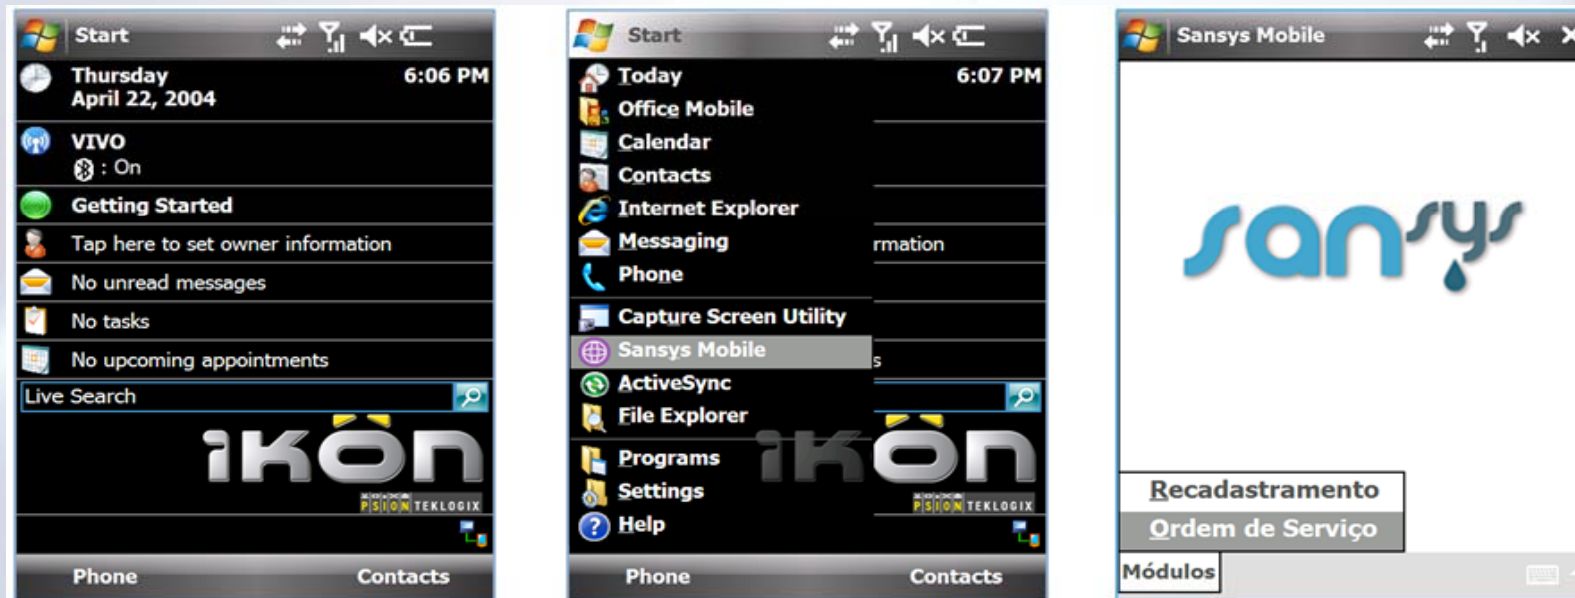 Start
Thursday
April 22, 2004
6:06 PM
VIVO
: On
Getting Started
Tap here to set owner information
No unread messages
No tasks
No upcoming appointments
Live Search
ikôn
PSION TEKLOGIX
Phone
Contacts
Start
Today
6:07 PM
Office Mobile
Calendar
Contacts
Internet Explorer
Messaging
rmation
Phone
Capture Screen Utility
Sansys Mobile
s
ActiveSync
File Explorer
Programs
Settings
Help
ikôn
PSION TEKLOGIX
Phone
Contacts
Sansys Mobile
sansys
Recadastramento
Ordem de Serviço
Módulos